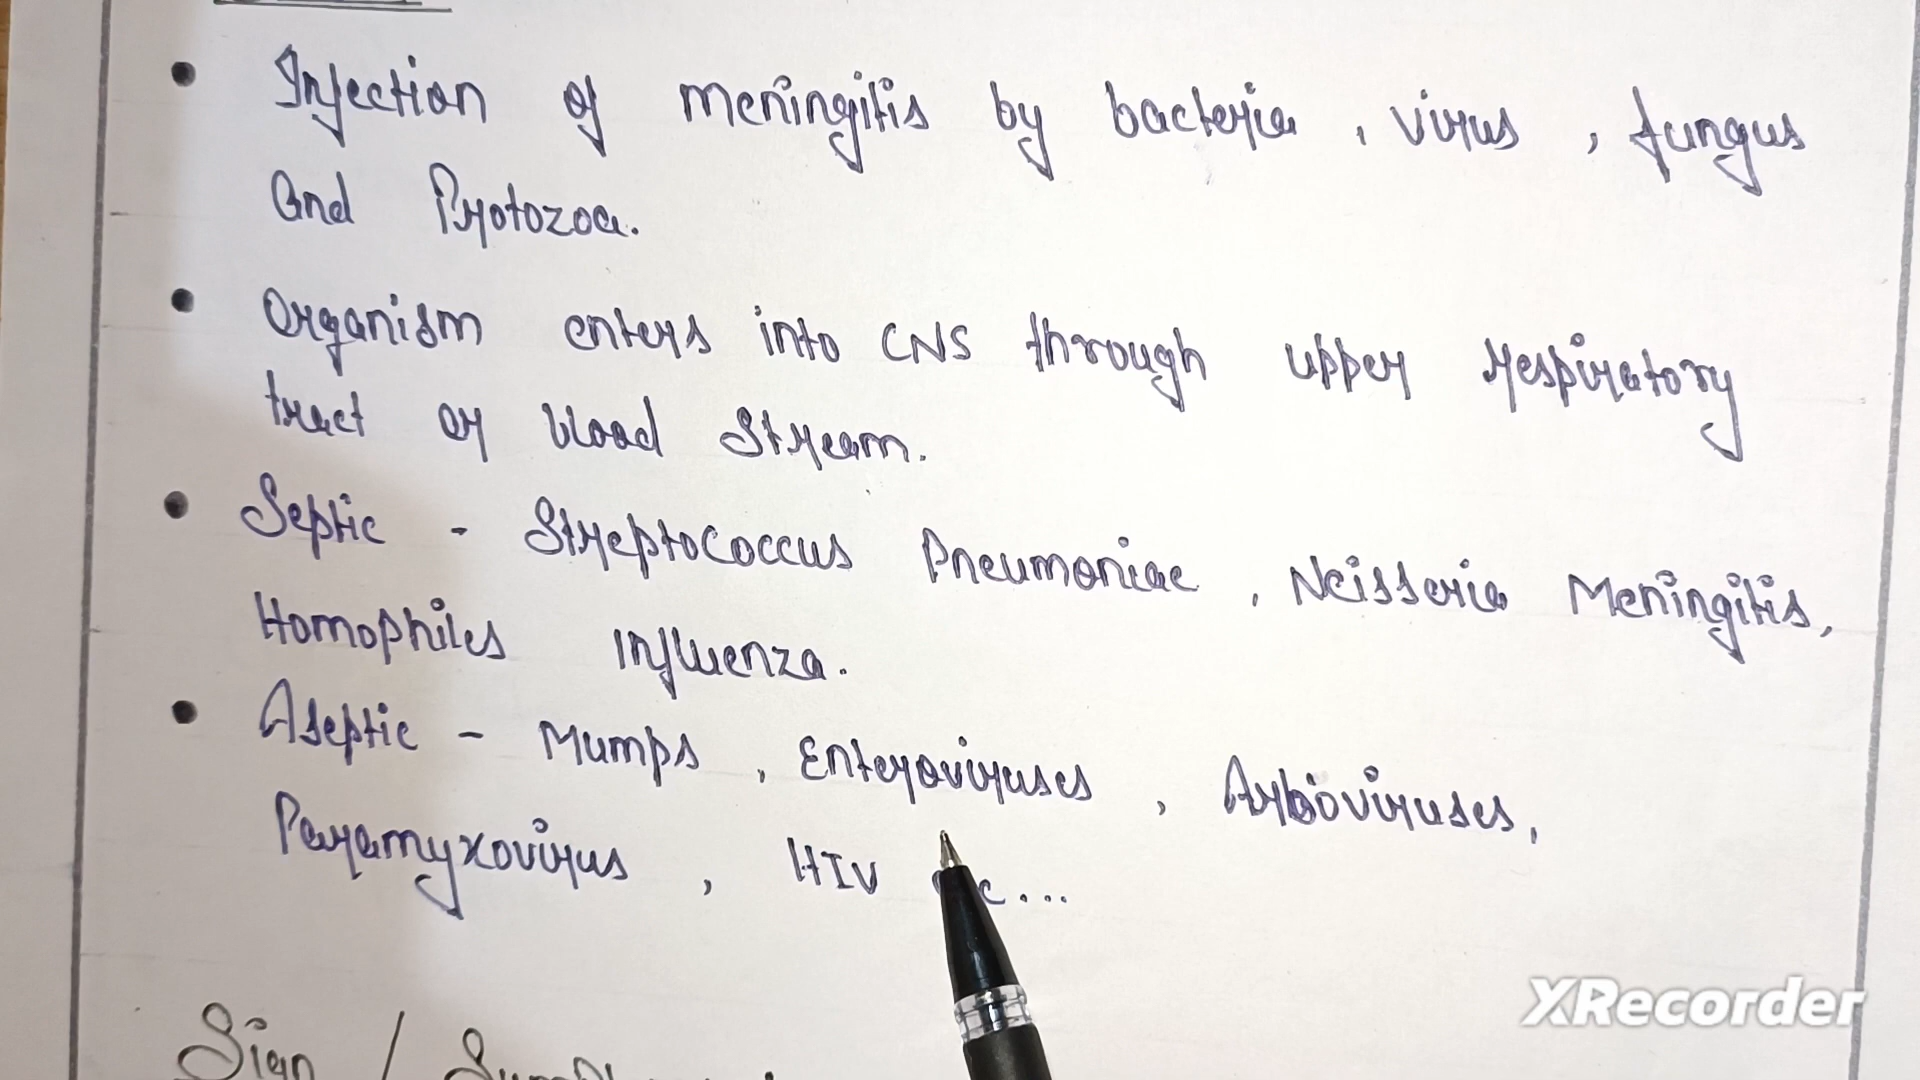 Infection of meningitis by bacteria, virus, fungus
and Protozoa.
Organism enters into CNS through upper respiratory
tract or blood stream.
Septic - Streptococcus Pneumoniae, Neisseria Meningitis,
Homophiles influenza.
Aseptic - Mumps, Enteroviruses, Arboviruses,
Paramyxovirus, HIV
Sign /
XRecorder